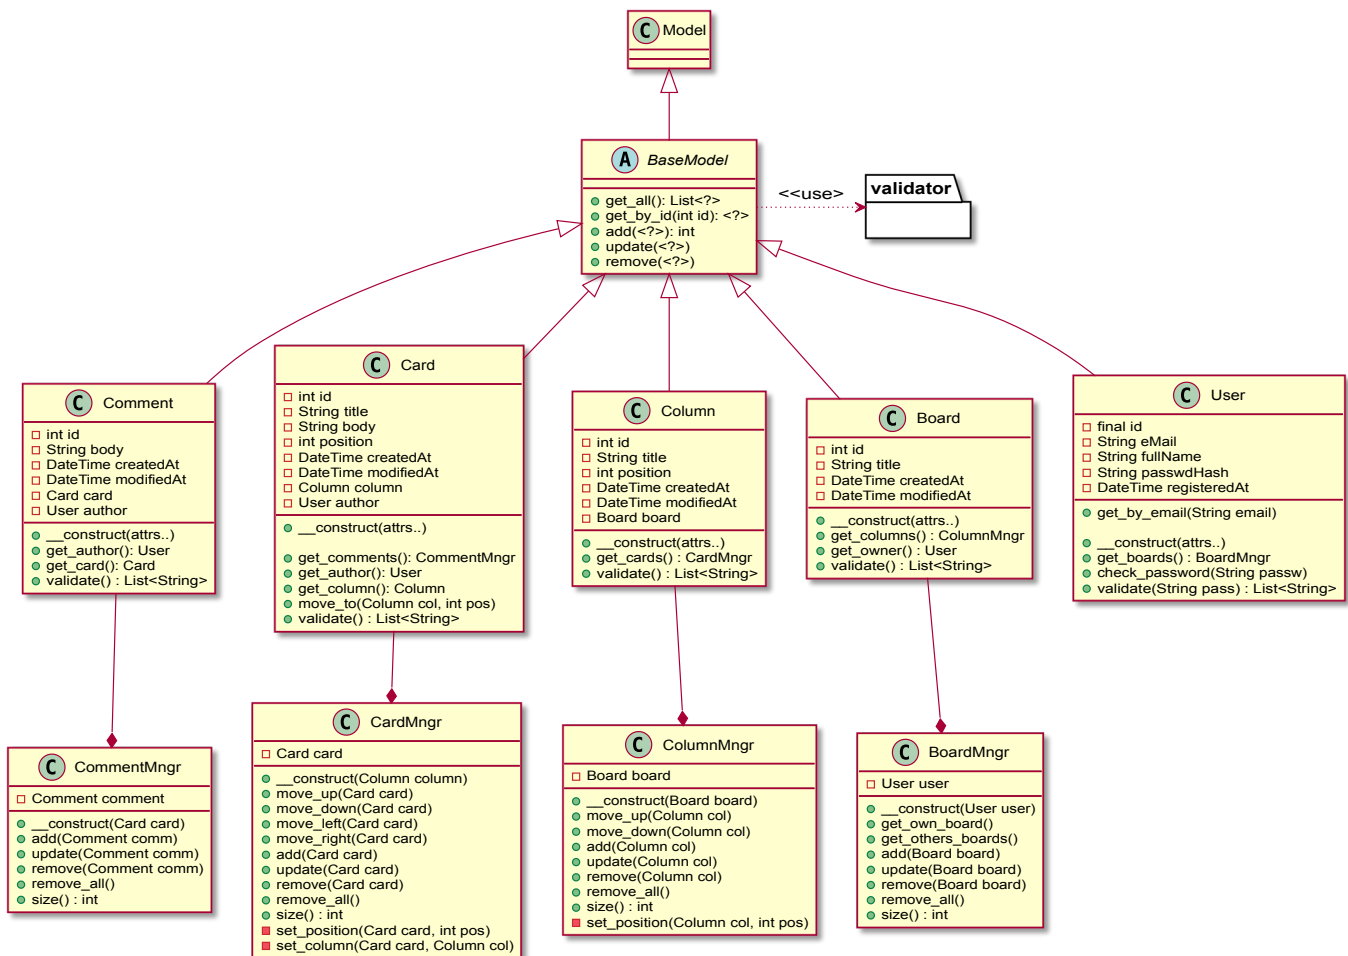 C Model
A BaseModel
get_all(): List<?>
get_by_id(int id): <?>
add(<?>): int
update(<?>)
remove(<?>)
<<use>
validator
C Comment
int id
String body
DateTime createdAt
DateTime modifiedAt
Card card
User author
__construct(attrs..)
get_author(): User
get_card(): Card
validate() : List<String>
C Card
int id
String title
String body
int position
DateTime createdAt
DateTime modifiedAt
Column column
User author
__construct(attrs..)
get_comments(): CommentMngr
get_author(): User
get_column(): Column
move_to(Column col, int pos)
validate() : List<String>
C Column
int id
String title
int position
DateTime createdAt
DateTime modifiedAt
Board board
__construct(attrs..)
get_cards() : CardMngr
validate() : List<String>
C Board
int id
String title
DateTime createdAt
DateTime modifiedAt
__construct(attrs..)
get_columns() : ColumnMngr
get_owner() : User
validate() : List<String>
C User
final id
String eMail
String fullName
String passwdHash
DateTime registeredAt
get_by_email(String email)
__construct(attrs..)
get_boards() : BoardMngr
check_password(String passw)
validate(String pass) : List<String>
C CommentMngr
Comment comment
__construct(Card card)
add(Comment comm)
update(Comment comm)
remove(Comment comm)
remove_all()
size() : int
C CardMngr
Card card
__construct(Column column)
move_up(Card card)
move_down(Card card)
move_left(Card card)
move_right(Card card)
add(Card card)
update(Card card)
remove(Card card)
remove_all()
size() : int
set_position(Card card, int pos)
set_column(Card card, Column col)
C ColumnMngr
Board board
__construct(Board board)
move_up(Column col)
move_down(Column col)
add(Column col)
update(Column col)
remove(Column col)
remove_all()
size() : int
set_position(Column col, int pos)
C BoardMngr
User user
__construct(User user)
get_own_board()
get_others_boards()
add(Board board)
update(Board board)
remove(Board board)
remove_all()
size() : int